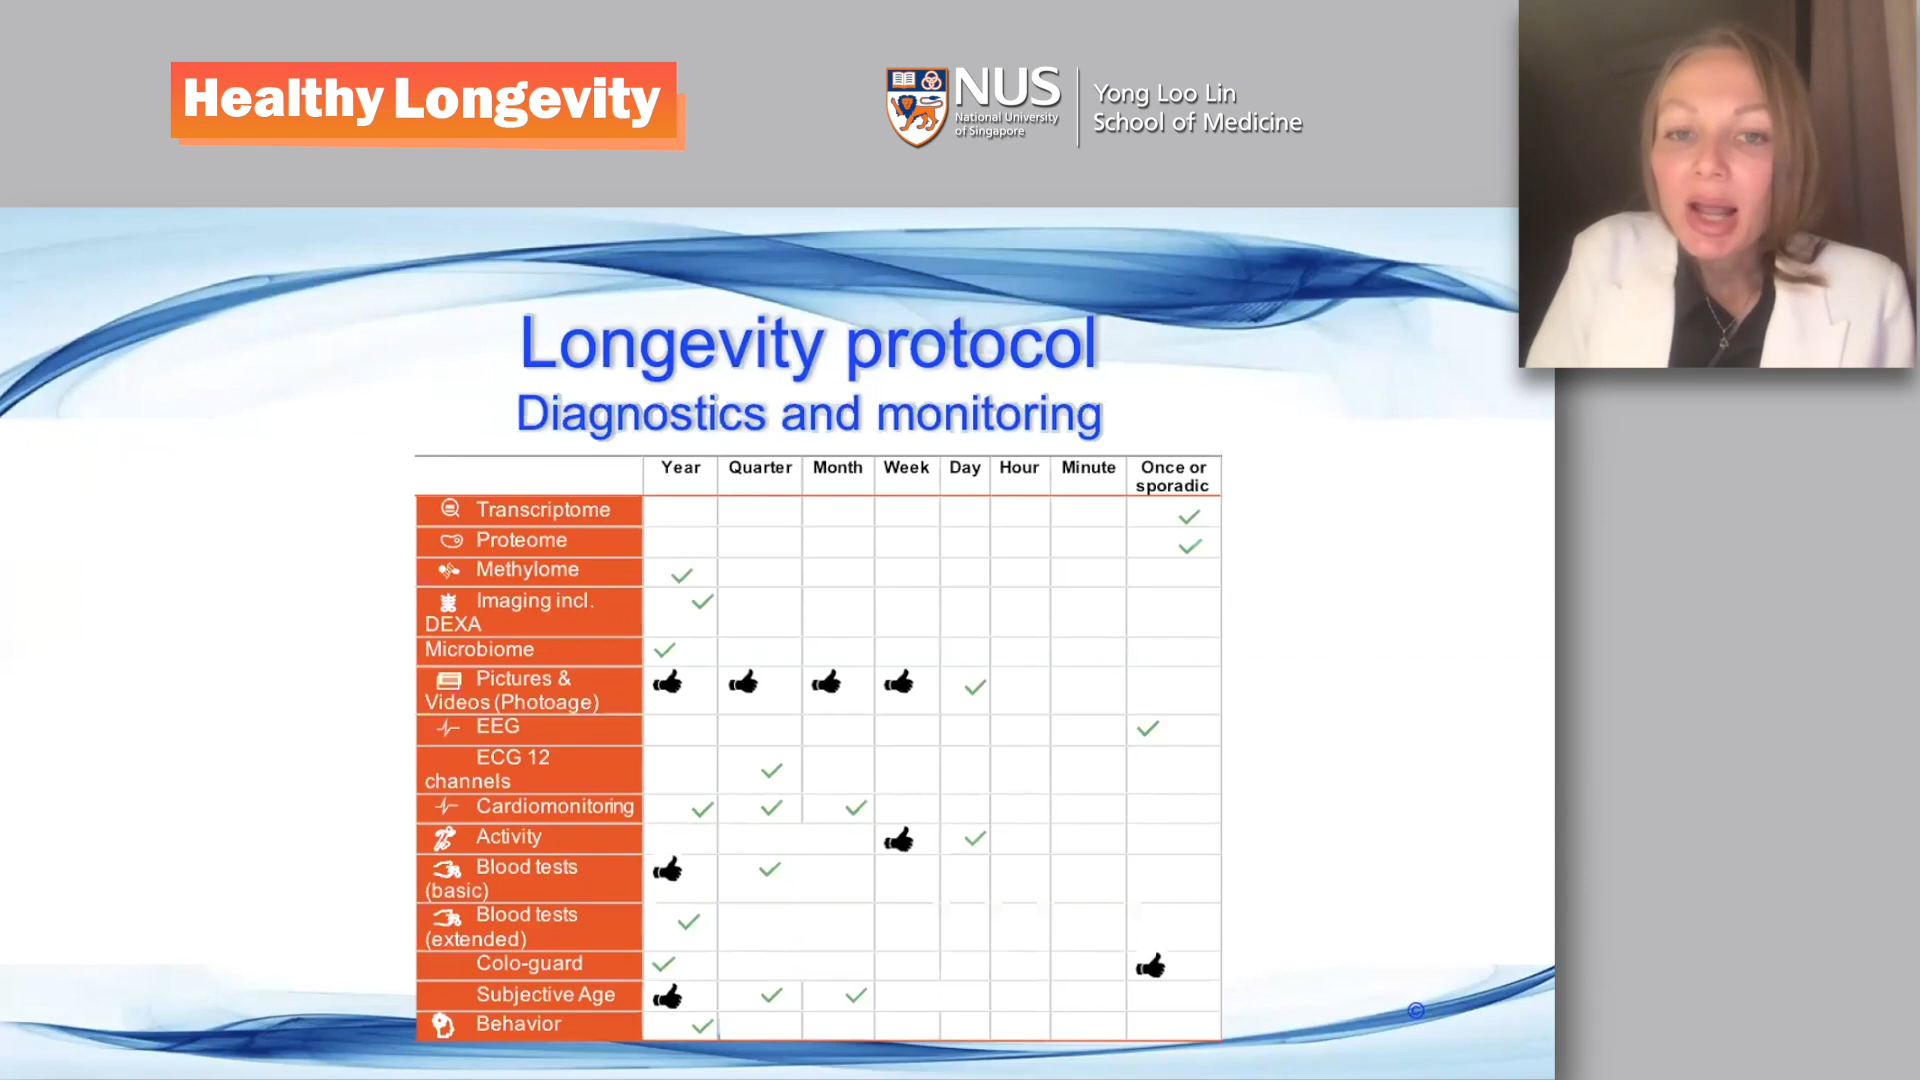 Healthy Longevity
NUS
National University
of Singapore
Yong Loo Lin
School of Medicine
Longevity protocol
Diagnostics and monitoring
Year Quarter Month Week Day Hour Minute Once or
sporadic
Transcriptome
Proteome
Methylome
Imaging incl.
DEXA
Microbiome
Pictures &
Videos (Photoage)
EEG
ECG 12
channels
Cardiomonitoring
Activity
Blood tests
(basic)
Blood tests
(extended)
Colo-guard
Subjective Age
Behavior
©